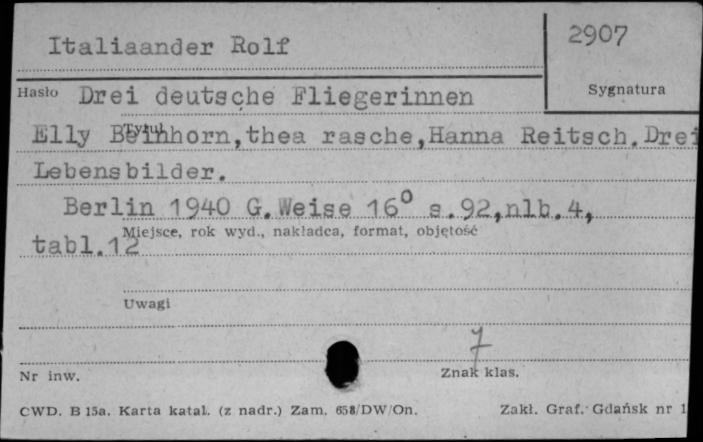 Italiaander Rolf
2907
Hasło
Sygnatura
Drei deutsche Fliegerinnen
Tytuł
Elly Beinhorn,thea rasche,Hanna Reitsch.Drei
Lebensbilder.
Berlin 1940 G.Weise 16° s.92,nlb.4,
Miejsce, rok wyd., nakładca, format, objętość
tabl.12
Uwagi
7
Nr inw.
Znak klas.
CWD. B 15a. Karta katal. (z nadr.) Zam. 658/DW/On.
Zakł. Graf. Gdańsk nr 1